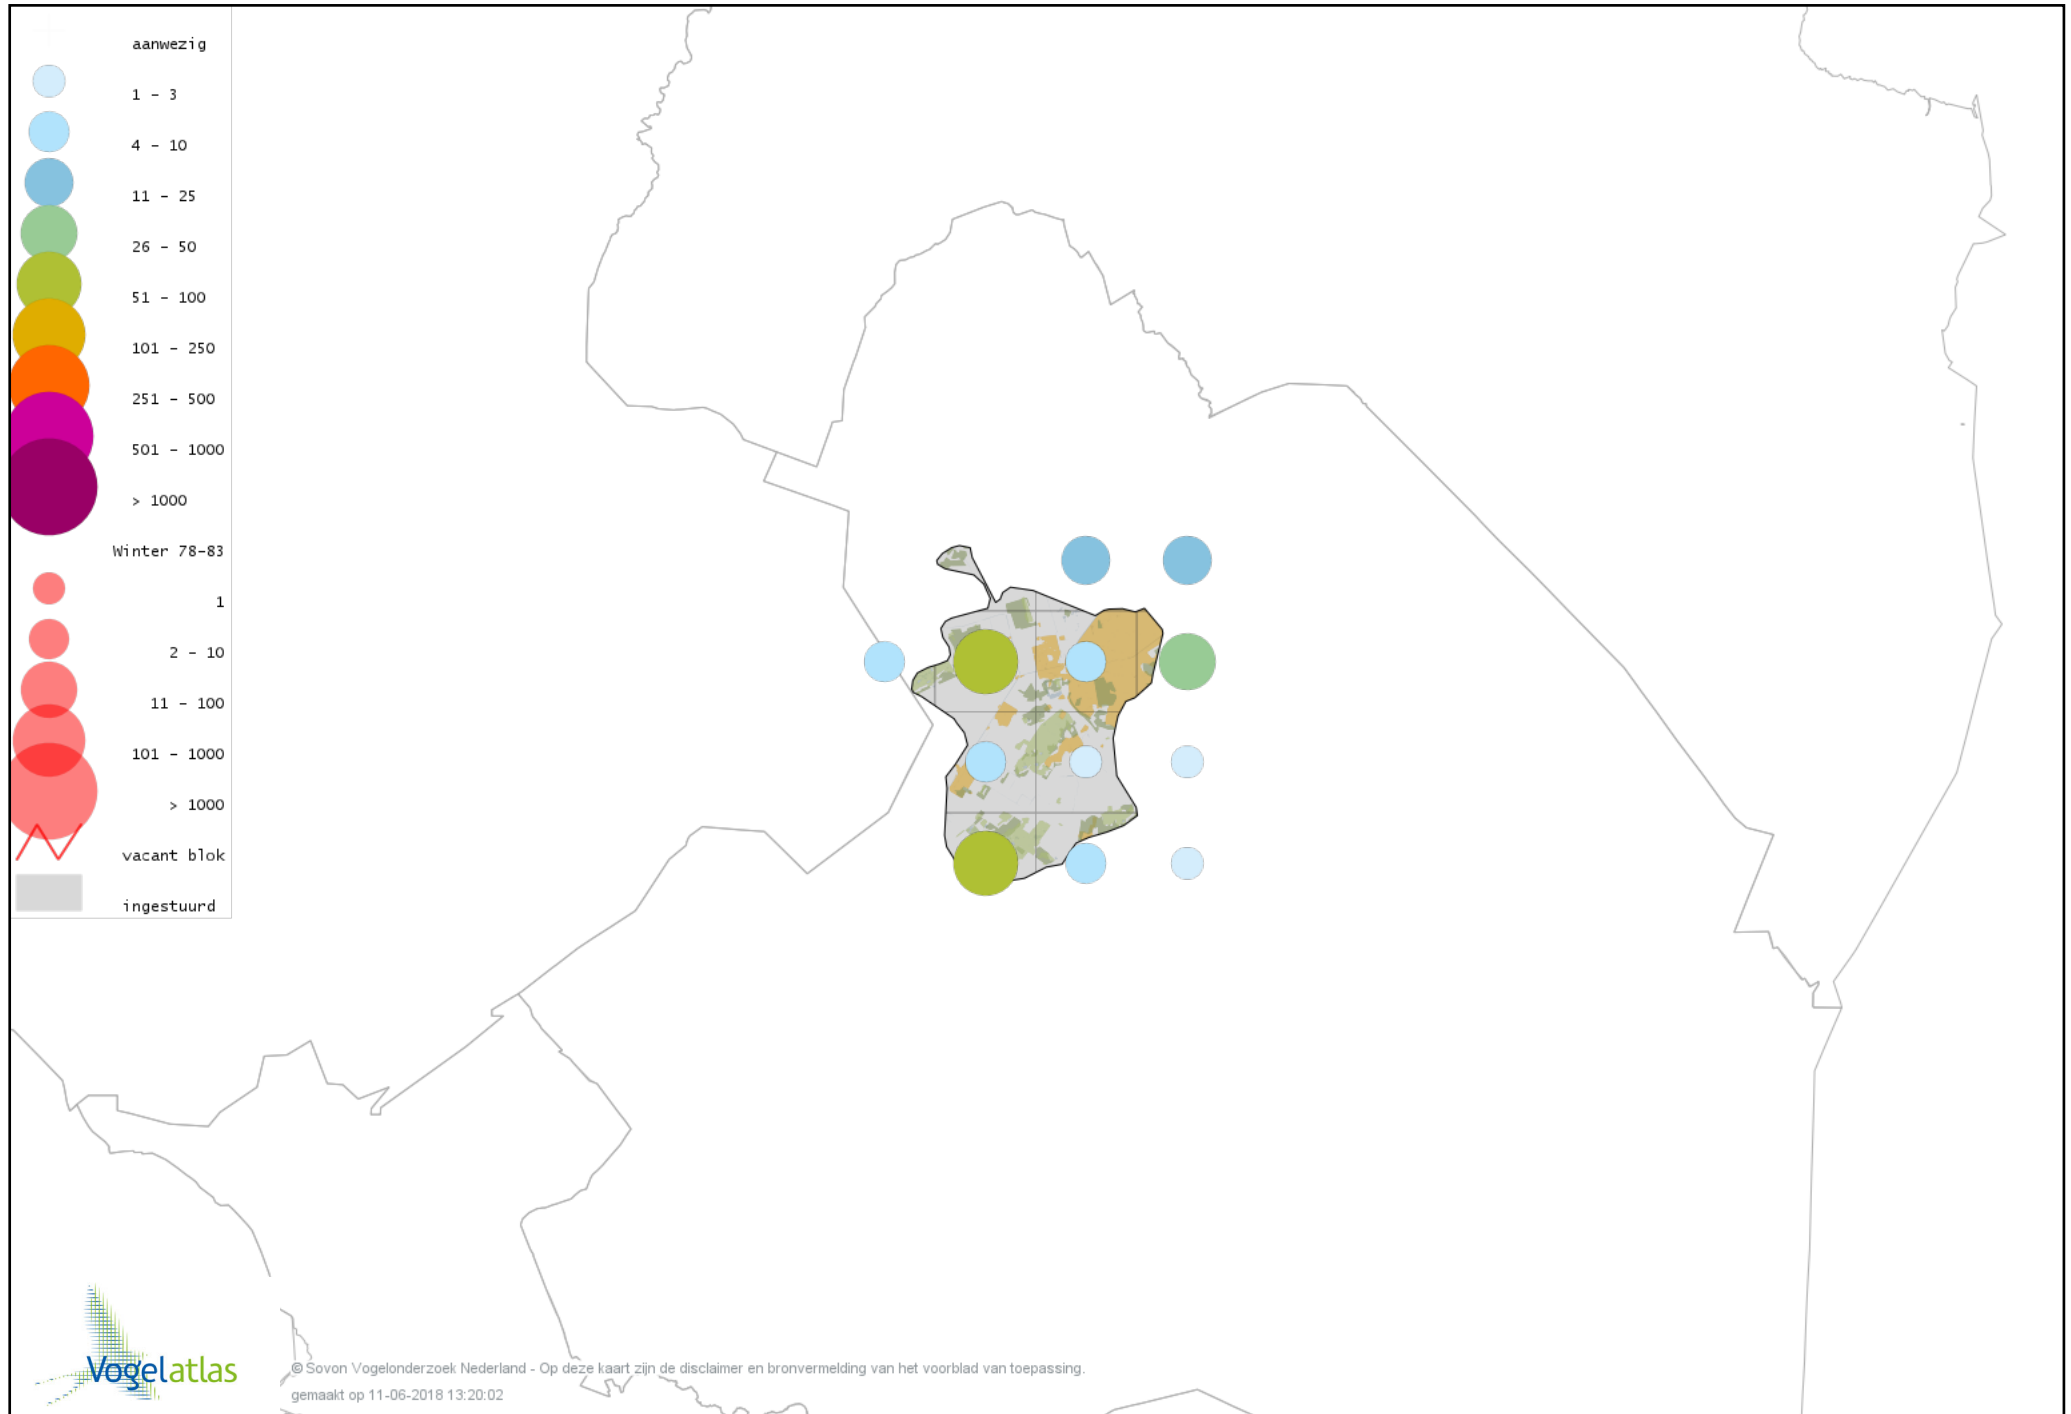 aanwezig
1 – 3
4 – 10
11 – 25
26 – 50
51 – 100
101 – 250
251 – 500
501 – 1000
> 1000
Winter 78-83
1
2 – 10
11 – 100
101 – 1000
> 1000
vacant blok
ingestuurd
Vogelatlas
© Sovon Vogelonderzoek Nederland - Op deze kaart zijn de disclaimer en bronvermelding van het voorblad van toepassing.
gemaakt op 11-06-2018 13:20:02